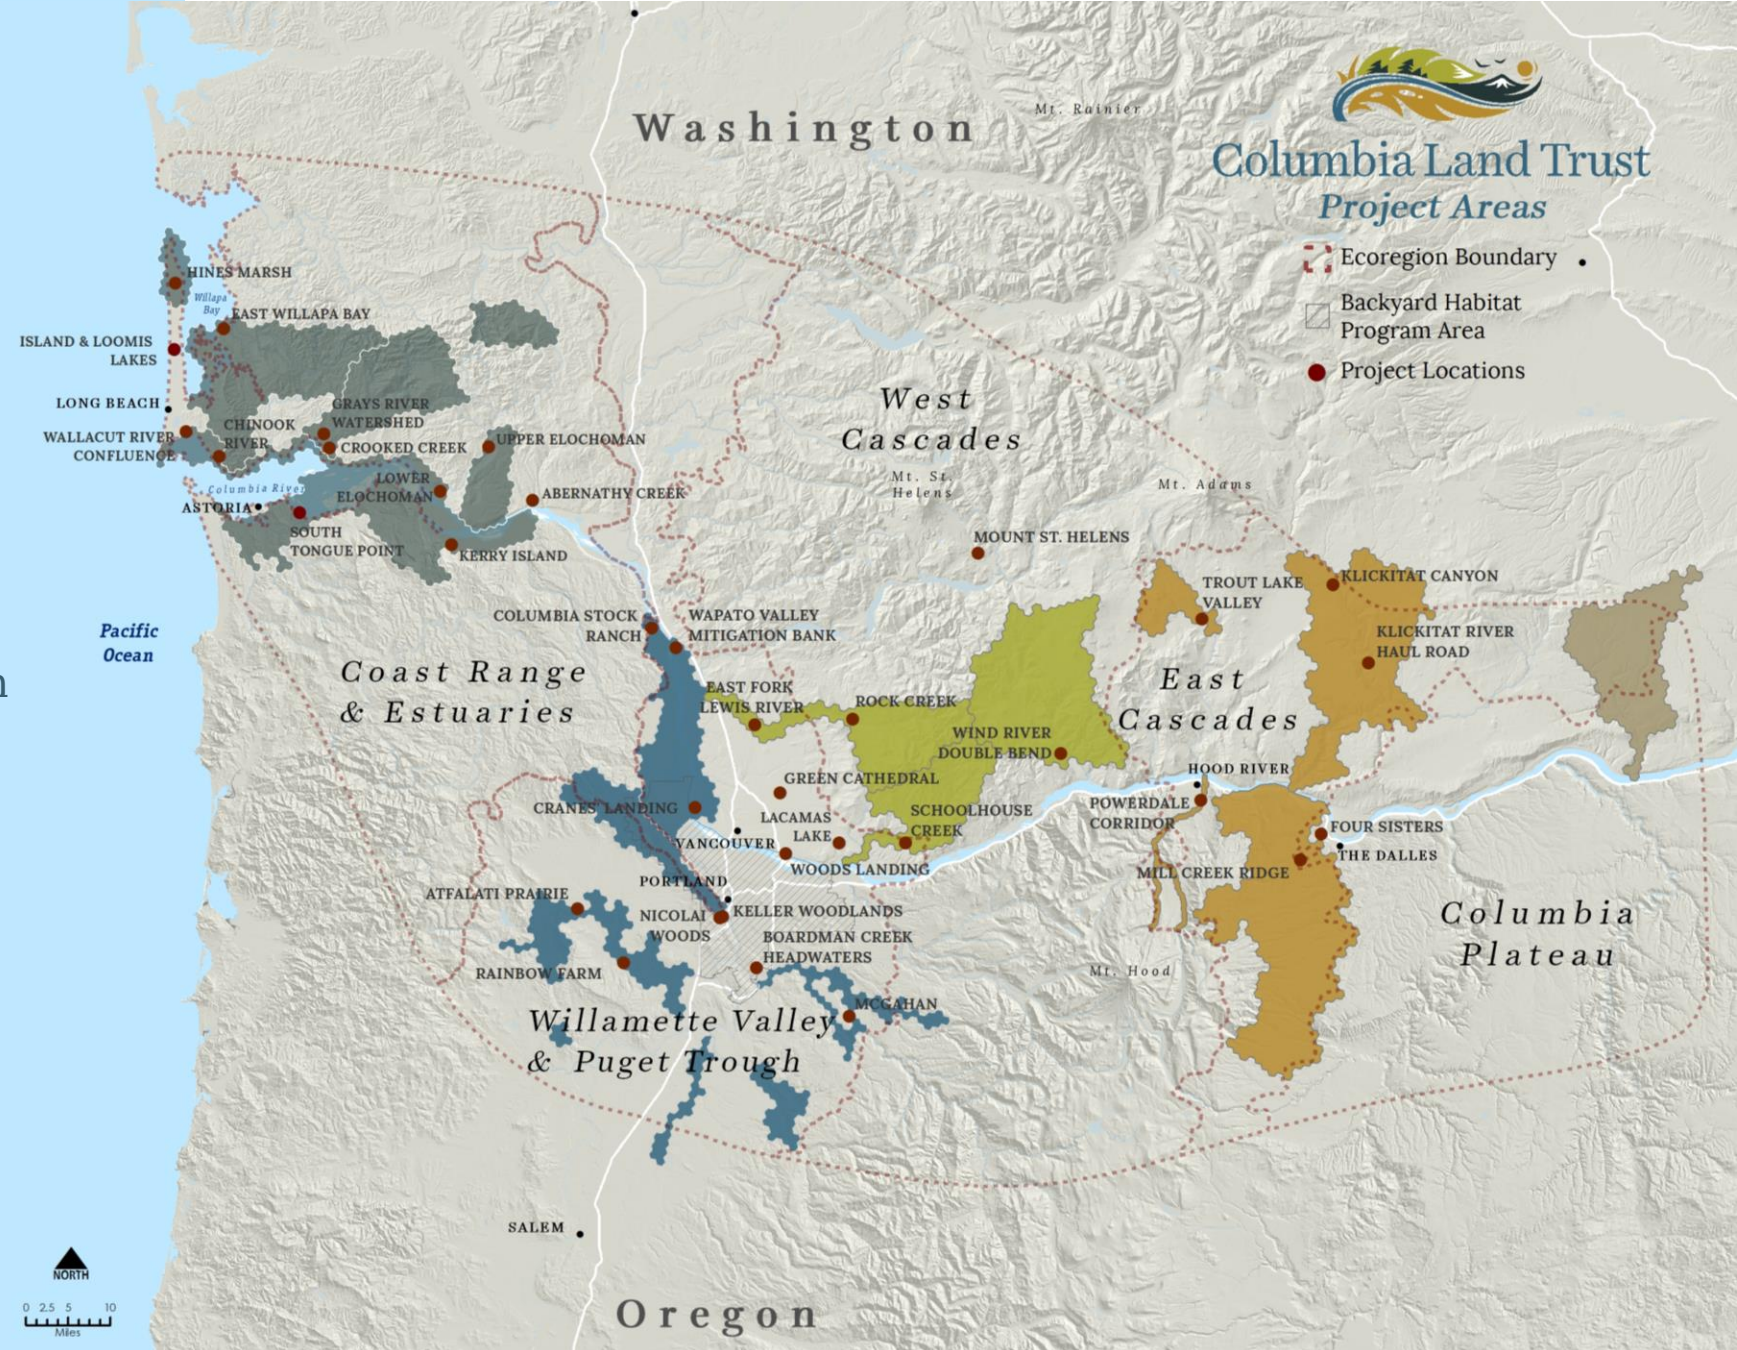 Washington
Mt. Rainier
Columbia Land Trust
Project Areas
Ecoregion Boundary
Backyard Habitat
Program Area
Project Locations
HINES MARSH
Willapa
Bay
EAST WILLAPA BAY
ISLAND & LOOMIS
LAKES
LONG BEACH
WALLACUT RIVER
CONFLUENCE
CHINOOK
RIVER
GRAYS RIVER
WATERSHED
CROOKED CREEK
UPPER ELOCHOMAN
LOWER
ELOCHOMAN
ABERNATHY CREEK
Columbia River
ASTORIA
SOUTH
TONGUE POINT
KERRY ISLAND
West
Cascades
Mt. St.
Helens
Mt. Adams
MOUNT ST. HELENS
TROUT LAKE
VALLEY
KLICKITAT CANYON
KLICKITAT RIVER
HAUL ROAD
Pacific
Ocean
COLUMBIA STOCK
RANCH
WAPATO VALLEY
MITIGATION BANK
Coast Range
& Estuaries
EAST FORK
LEWIS RIVER
ROCK CREEK
WIND RIVER
DOUBLE BEND
East
Cascades
HOOD RIVER
GREEN CATHEDRAL
CRANES' LANDING
LACAMAS
LAKE
SCHOOLHOUSE
CREEK
POWERDALE
CORRIDOR
FOUR SISTERS
VANCOUVER
WOODS LANDING
THE DALLES
MILL CREEK RIDGE
PORTLAND
ATFALATI PRAIRIE
NICOLAI
WOODS
KELLER WOODLANDS
BOARDMAN CREEK
HEADWATERS
RAINBOW FARM
MCGAHAN
Mt. Hood
Columbia
Plateau
Willamette Valley
& Puget Trough
SALEM
NORTH
0 2.5 5 10
Miles
Oregon